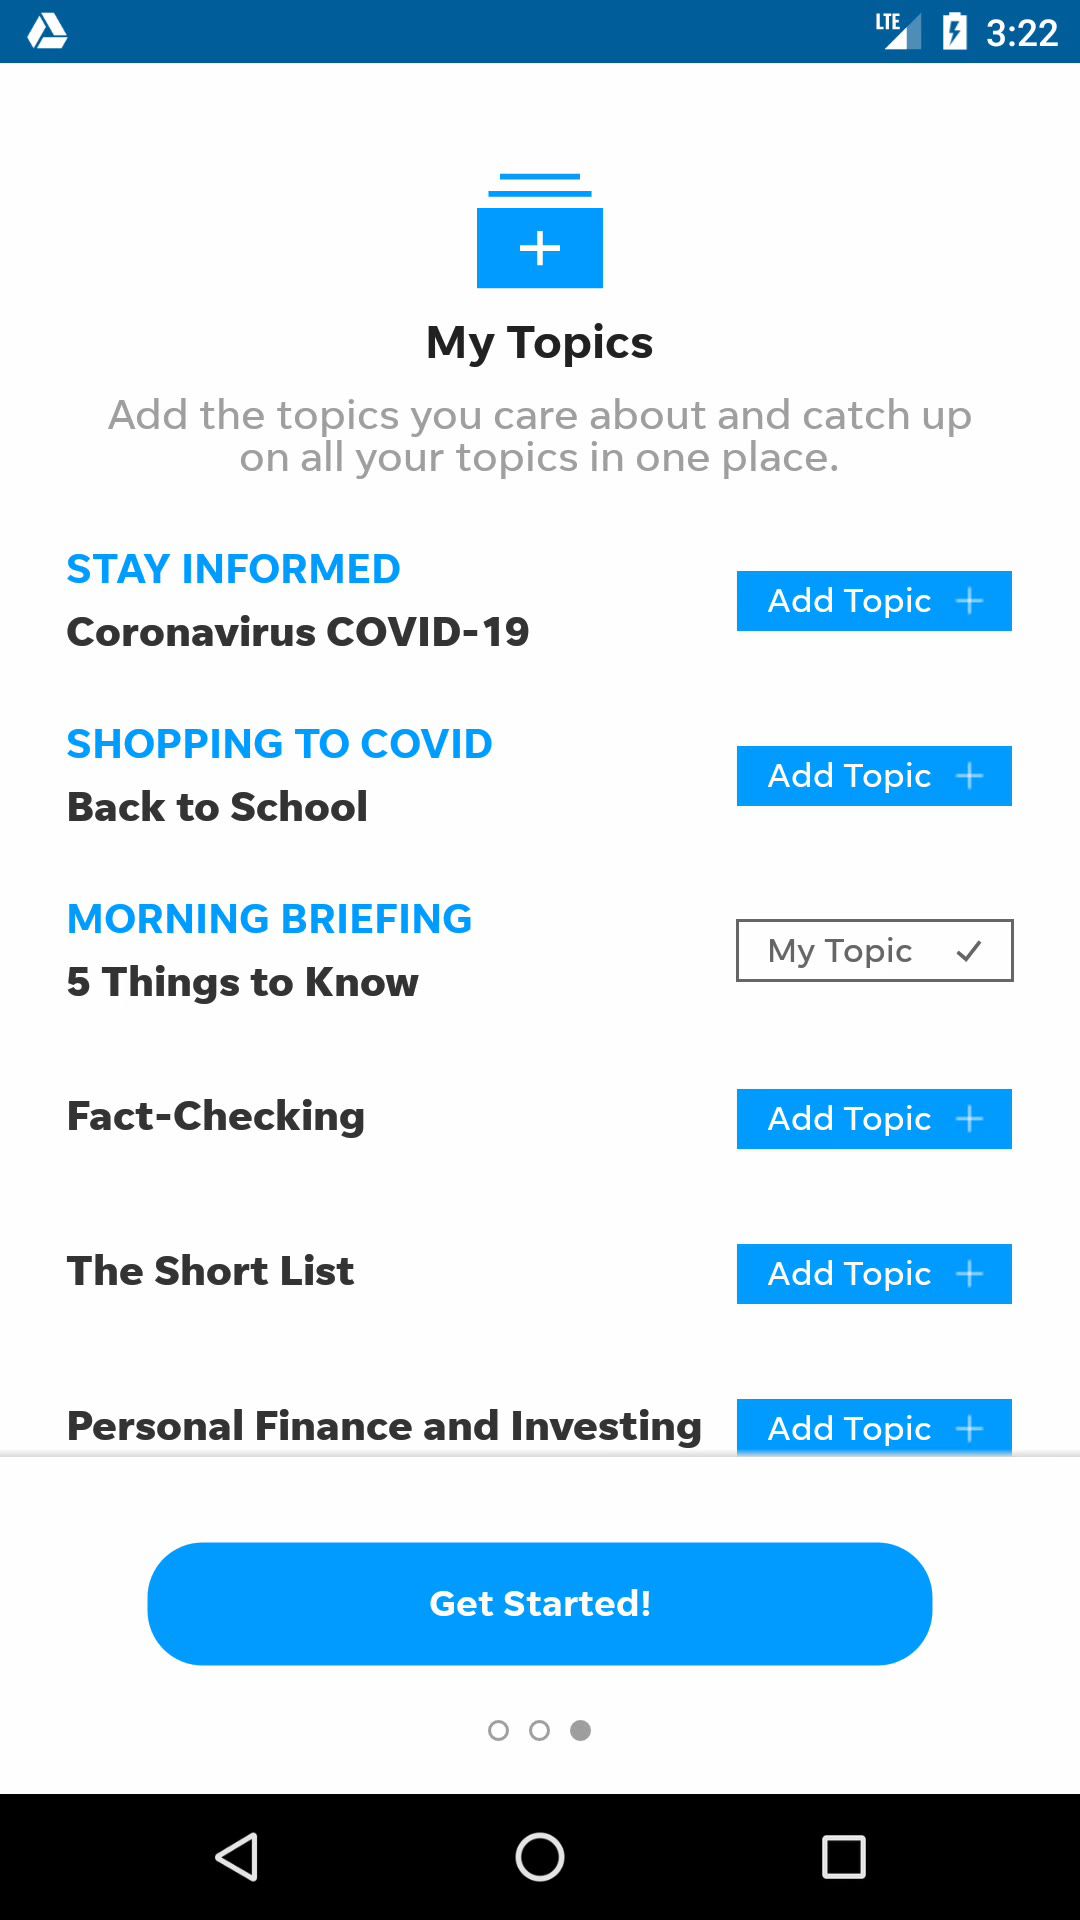 LTE 3:22
My Topics
Add the topics you care about and catch up
on all your topics in one place.
STAY INFORMED
Coronavirus COVID-19
Add Topic
SHOPPING TO COVID
Back to School
Add Topic
MORNING BRIEFING
5 Things to Know
My Topic
Fact-Checking
Add Topic
The Short List
Add Topic
Personal Finance and Investing
Add Topic
Get Started!